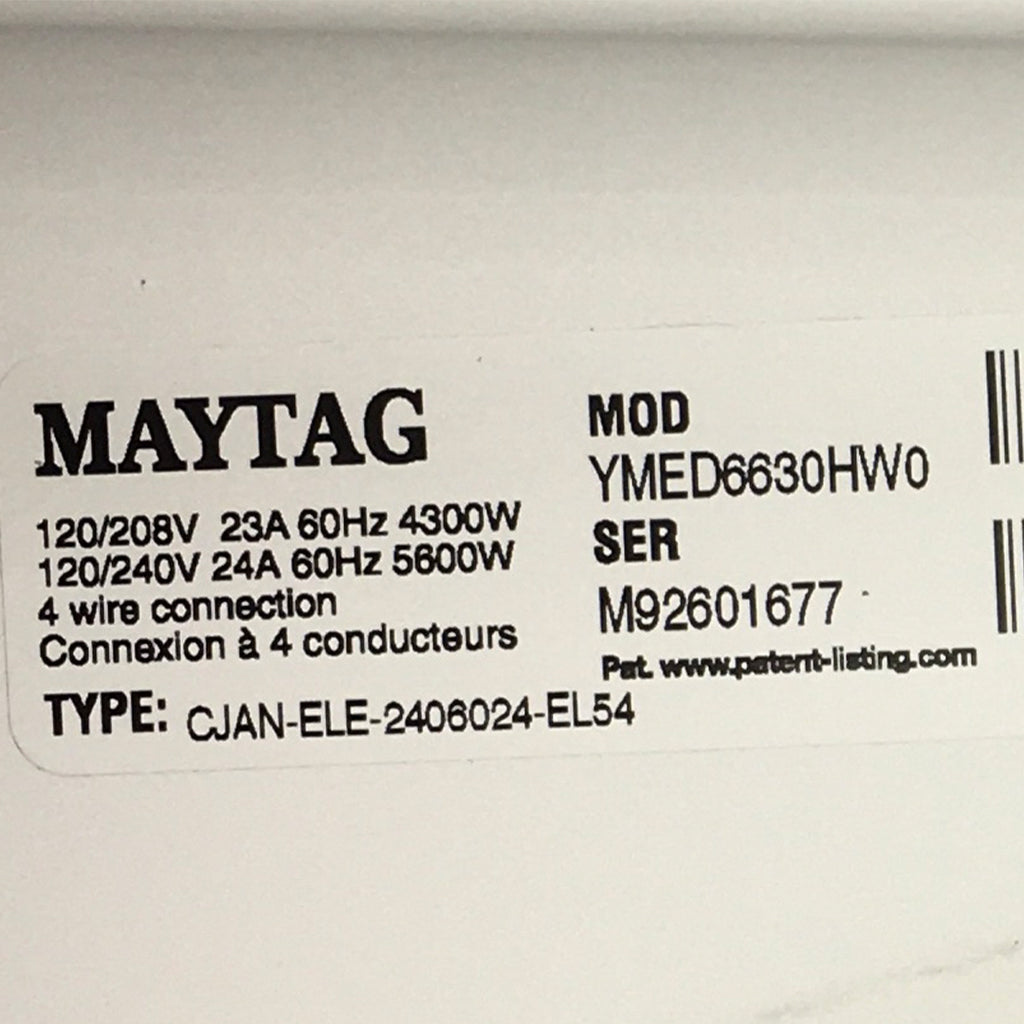 MAYTAG
120/208V 23A 60Hz 4300W
120/240V 24A 60Hz 5600W
4 wire connection
Connexion à 4 conducteurs
TYPE: CJAN-ELE-2406024-EL54
MOD
YMED6630HW0
SER
M92601677
Pat. www.patent-listing.com